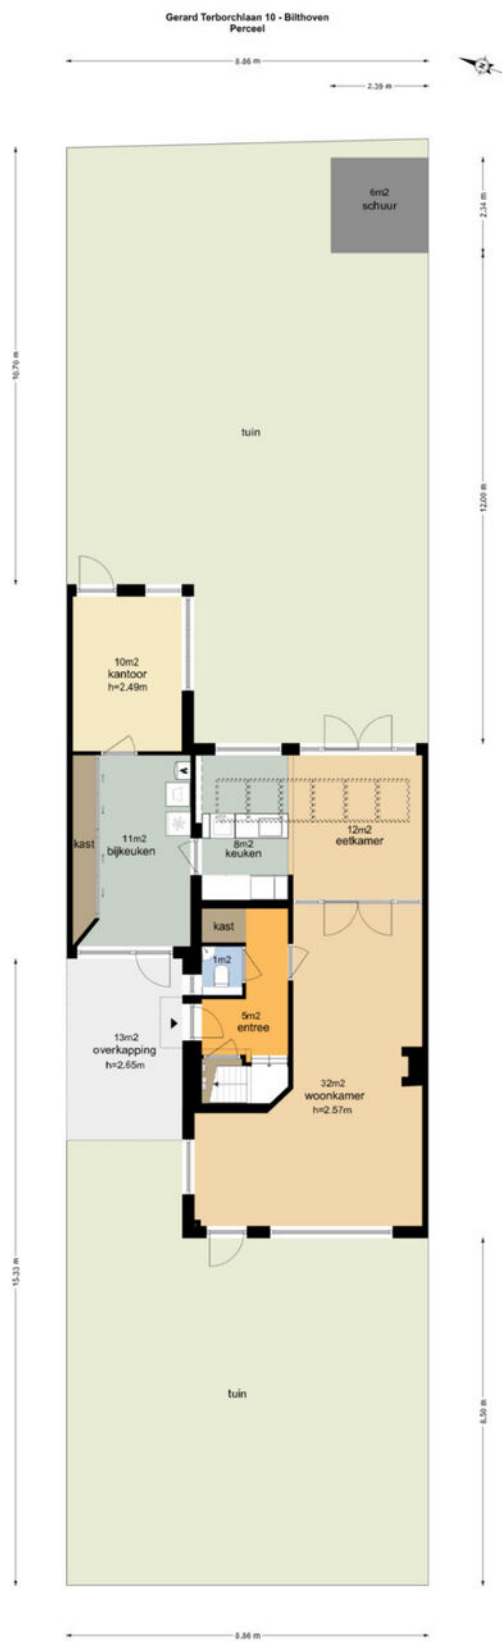 Gerard Terborchlaan 10 - Bilthoven
Perceel
8.86 m
N
2.39 m
6m2
schuur
2.34 m
10.70 m
tuin
12.00 m
10m2
kantoor
h=2.49m
kast
11m2
bijkeuken
8m2
keuken
12m2
eetkamer
kast
1m2
5m2
entree
13m2
overkapping
h=2.65m
32m2
woonkamer
h=2.57m
15.33 m
tuin
8.50 m
8.86 m